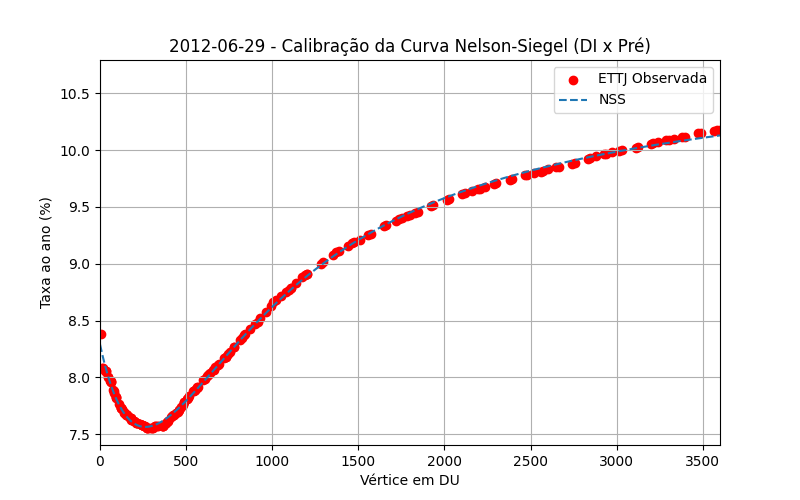 2012-06-29 - Calibração da Curva Nelson-Siegel (DI x Pré)
ETTJ Observada
NSS
Taxa ao ano (%)
10.5
10.0
9.5
9.0
8.5
8.0
7.5
0 500 1000 1500 2000 2500 3000 3500
Vértice em DU